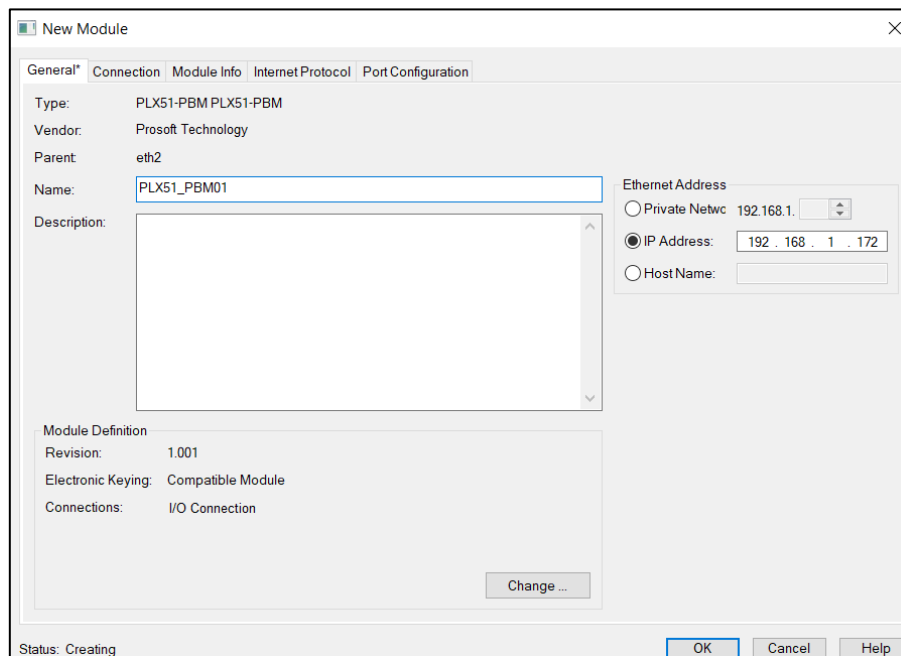 New Module
General* Connection Module Info Internet Protocol Port Configuration
Type: PLX51-PBM PLX51-PBM
Vendor: Prosoft Technology
Parent: eth2
Name: PLX51_PBM01
Description:
Ethernet Address
Private Netwc 192.168.1.
IP Address: 192 . 168 . 1 . 172
Host Name:
Module Definition
Revision: 1.001
Electronic Keying: Compatible Module
Connections: I/O Connection
Change ...
Status: Creating
OK Cancel Help